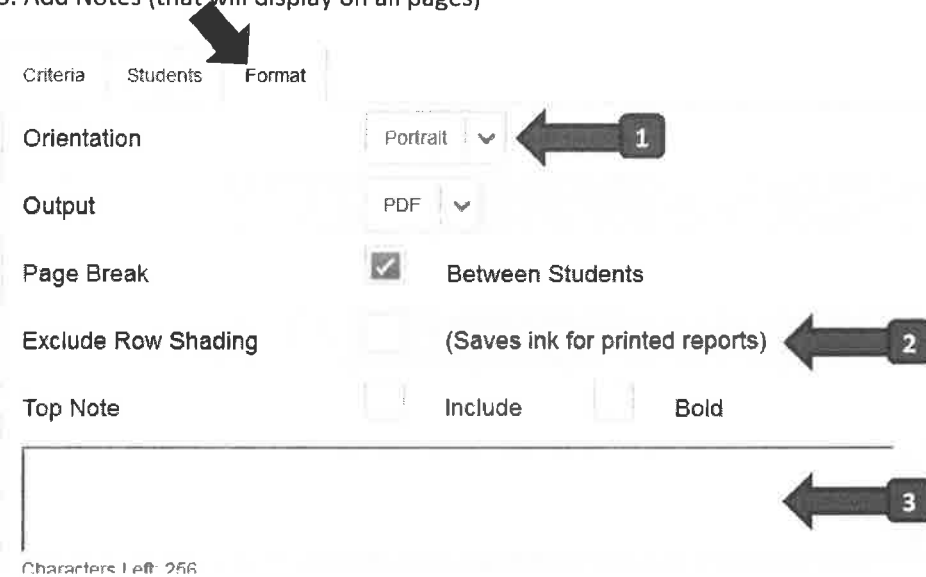 3. Add Notes (that will display on all pages)
Criteria Students Format
Orientation Portrait 1
Output PDF
Page Break Between Students
Exclude Row Shading (Saves ink for printed reports) 2
Top Note Include Bold
3
Characters Left: 256